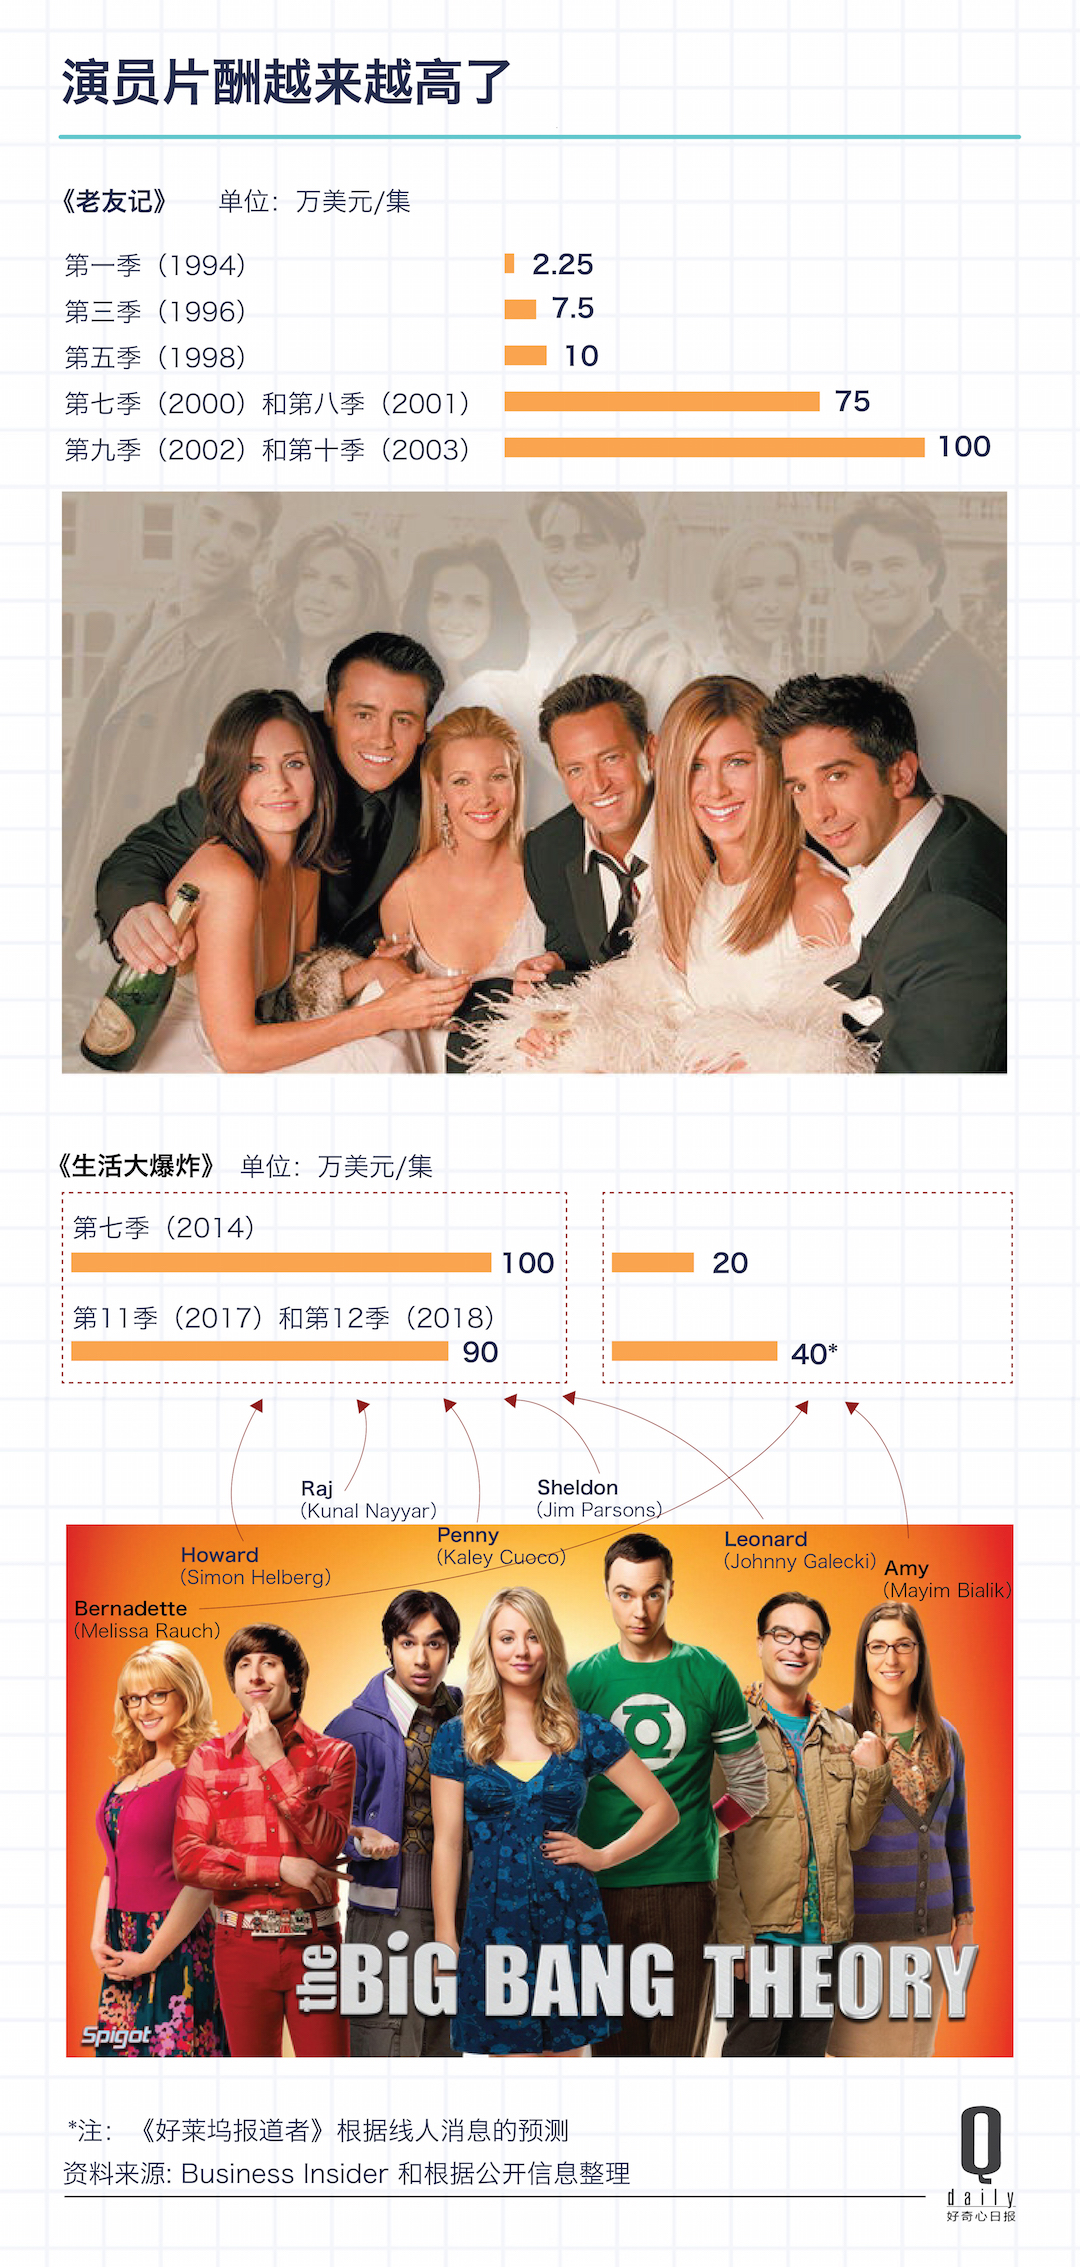 演员片酬越来越高了
《老友记》 单位：万美元/集
第一季（1994） 2.25
第三季（1996） 7.5
第五季（1998） 10
第七季（2000）和第八季（2001） 75
第九季（2002）和第十季（2003） 100
《生活大爆炸》 单位：万美元/集
第七季（2014）
100 20
第11季（2017）和第12季（2018）
90 40*
Raj
(Kunal Nayyar)
Sheldon
(Jim Parsons)
Penny
(Kaley Cuoco)
Leonard
(Johnny Galecki)
Howard
(Simon Helberg)
Amy
(Mayim Bialik)
Bernadette
(Melissa Rauch)
the BiG BANG THEORY
Spigot
*注：《好莱坞报道者》根据线人消息的预测
资料来源: Business Insider 和根据公开信息整理
Q
daily
好奇心日报